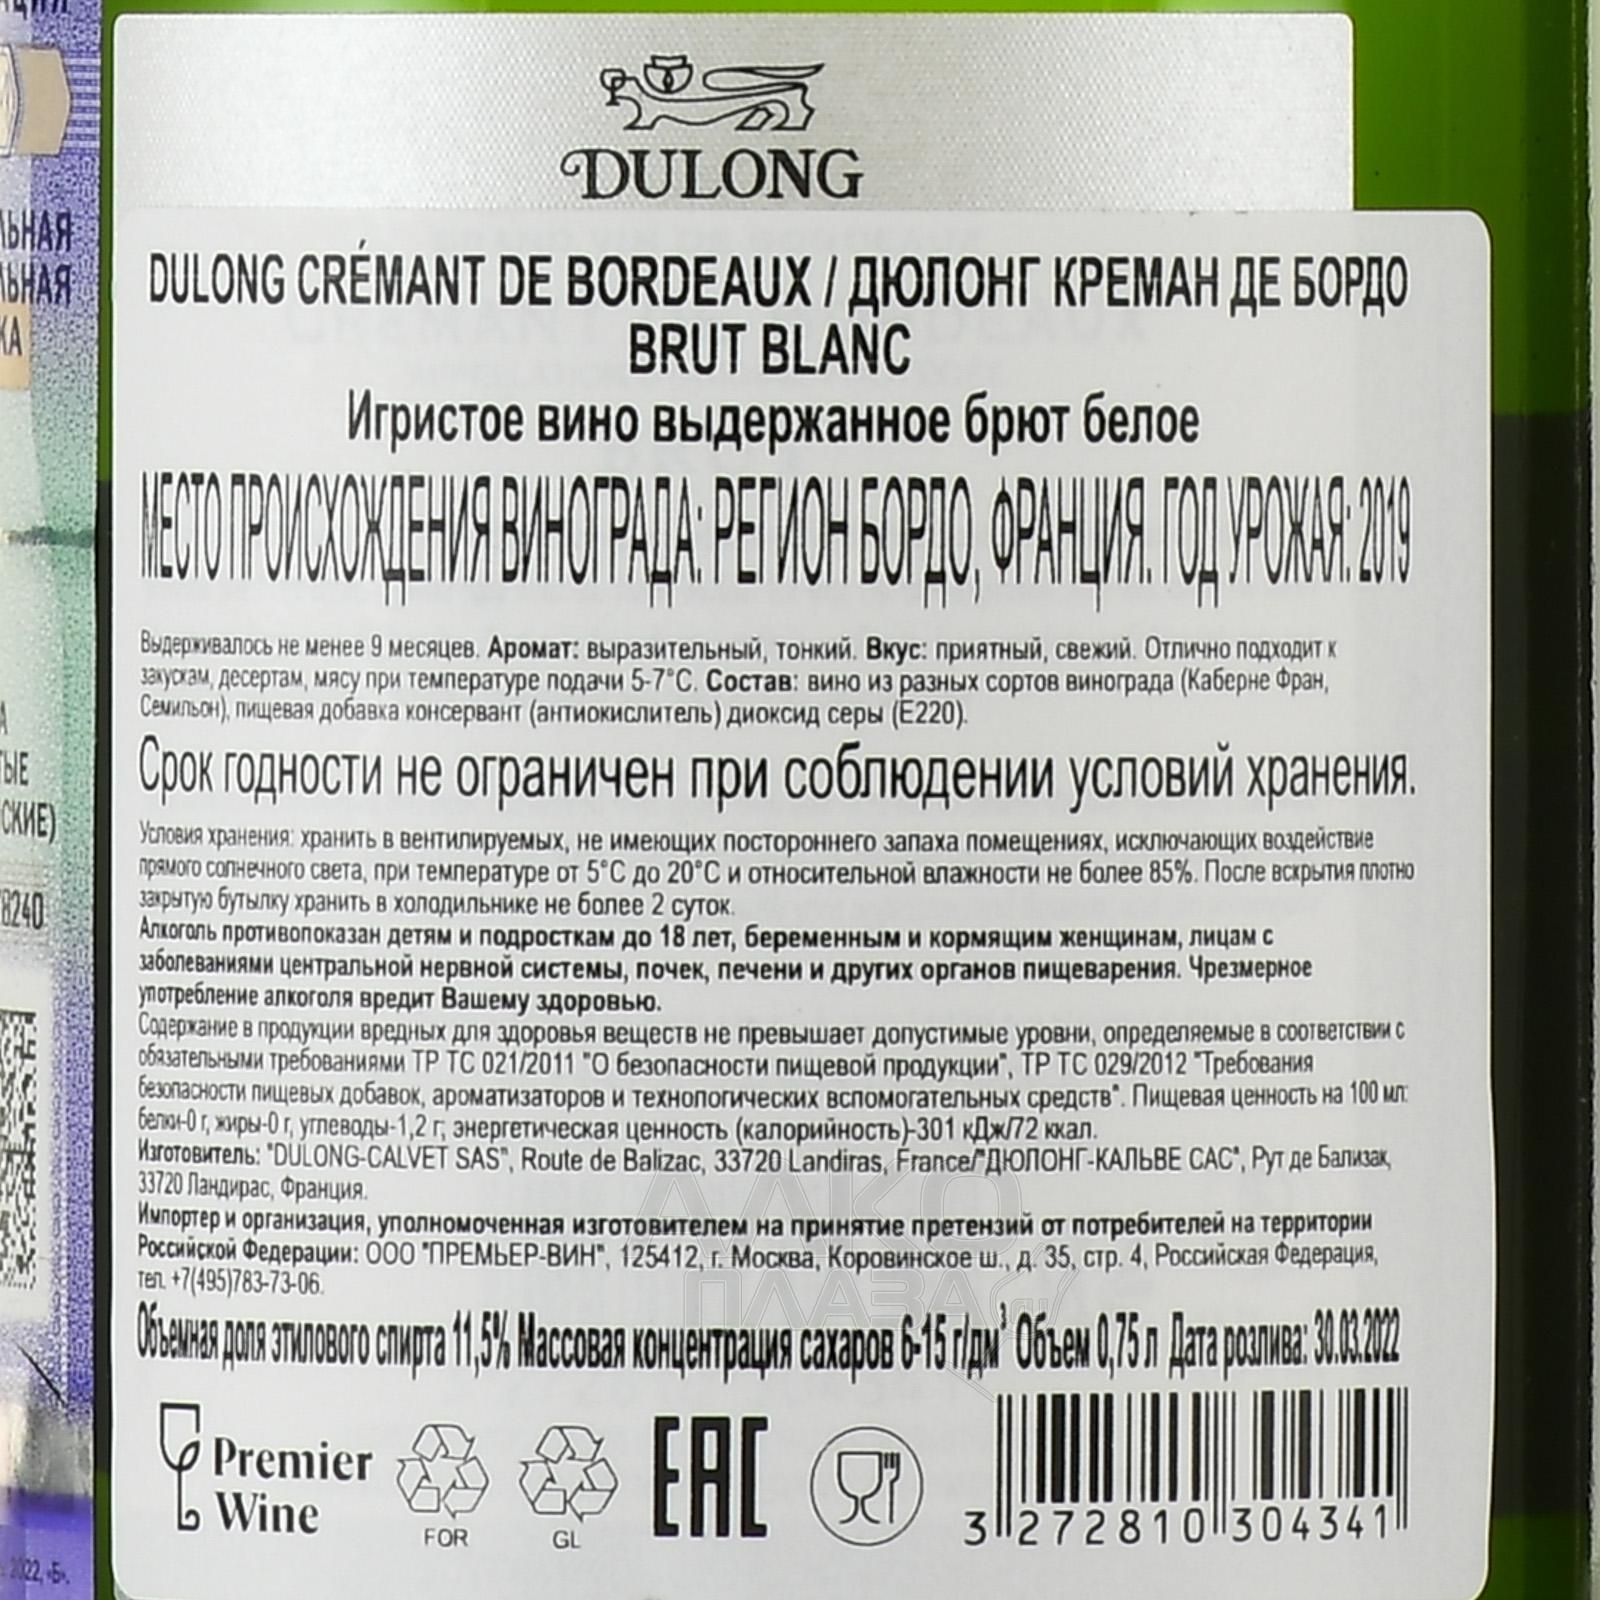 DULONG
DULONG CRÉMANT DE BORDEAUX / ДЮЛОНГ КРЕМАН ДЕ БОРДО
BRUT BLANC
Игристое вино выдержанное брют белое
МЕСТО ПРОИСХОЖДЕНИЯ ВИНОГРАДА: РЕГИОН БОРДО, ФРАНЦИЯ. ГОД УРОЖАЯ: 2019
Выдерживалось не менее 9 месяцев. Аромат: выразительный, тонкий. Вкус: приятный, свежий. Отлично подходит к
закускам, десертам, мясу при температуре подачи 5-7°С. Состав: вино из разных сортов винограда (Каберне Фран,
Семильон), пищевая добавка консервант (антиокислитель) диоксид серы (Е220).
Срок годности не ограничен при соблюдении условий хранения.
Условия хранения: хранить в вентилируемых, не имеющих постороннего запаха помещениях, исключающих воздействие
прямого солнечного света, при температуре от 5°С до 20°С и относительной влажности не более 85%. После вскрытия плотно
закрытую бутылку хранить в холодильнике не более 2 суток.
Алкоголь противопоказан детям и подросткам до 18 лет, беременным и кормящим женщинам, лицам с
заболеваниями центральной нервной системы, почек, печени и других органов пищеварения. Чрезмерное
употребление алкоголя вредит Вашему здоровью.
Содержание в продукции вредных для здоровья веществ не превышает допустимые уровни, определяемые в соответствии с
обязательными требованиями ТР ТС 021/2011 "О безопасности пищевой продукции", ТР ТС 029/2012 "Требования
безопасности пищевых добавок, ароматизаторов и технологических вспомогательных средств". Пищевая ценность на 100 мл:
белки-0 г, жиры-0 г, углеводы-1,2 г; энергетическая ценность (калорийность)-301 кДж/72 ккал.
Изготовитель: "DULONG-CALVET SAS", Route de Balizac, 33720 Landiras, France/"ДЮЛОНГ-КАЛЬВЕ САС", Рут де Бализак,
33720 Ландирас, Франция.
Импортер и организация, уполномоченная изготовителем на принятие претензий от потребителей на территории
Российской Федерации: ООО "ПРЕМЬЕР-ВИН", 125412, г. Москва, Коровинское ш., д. 35, стр. 4, Российская Федерация,
тел. +7(495)783-73-06.
Объемная доля этилового спирта 11,5% Массовая концентрация сахаров 6-15 г/дм³ Объем 0,75 л Дата розлива: 30.03.2022
Premier
Wine
FOR
GL
EAC
3 272810 304341
АЛКО
ПЛАЗА.ru
8240
СКИЕ)
2022, «Б».